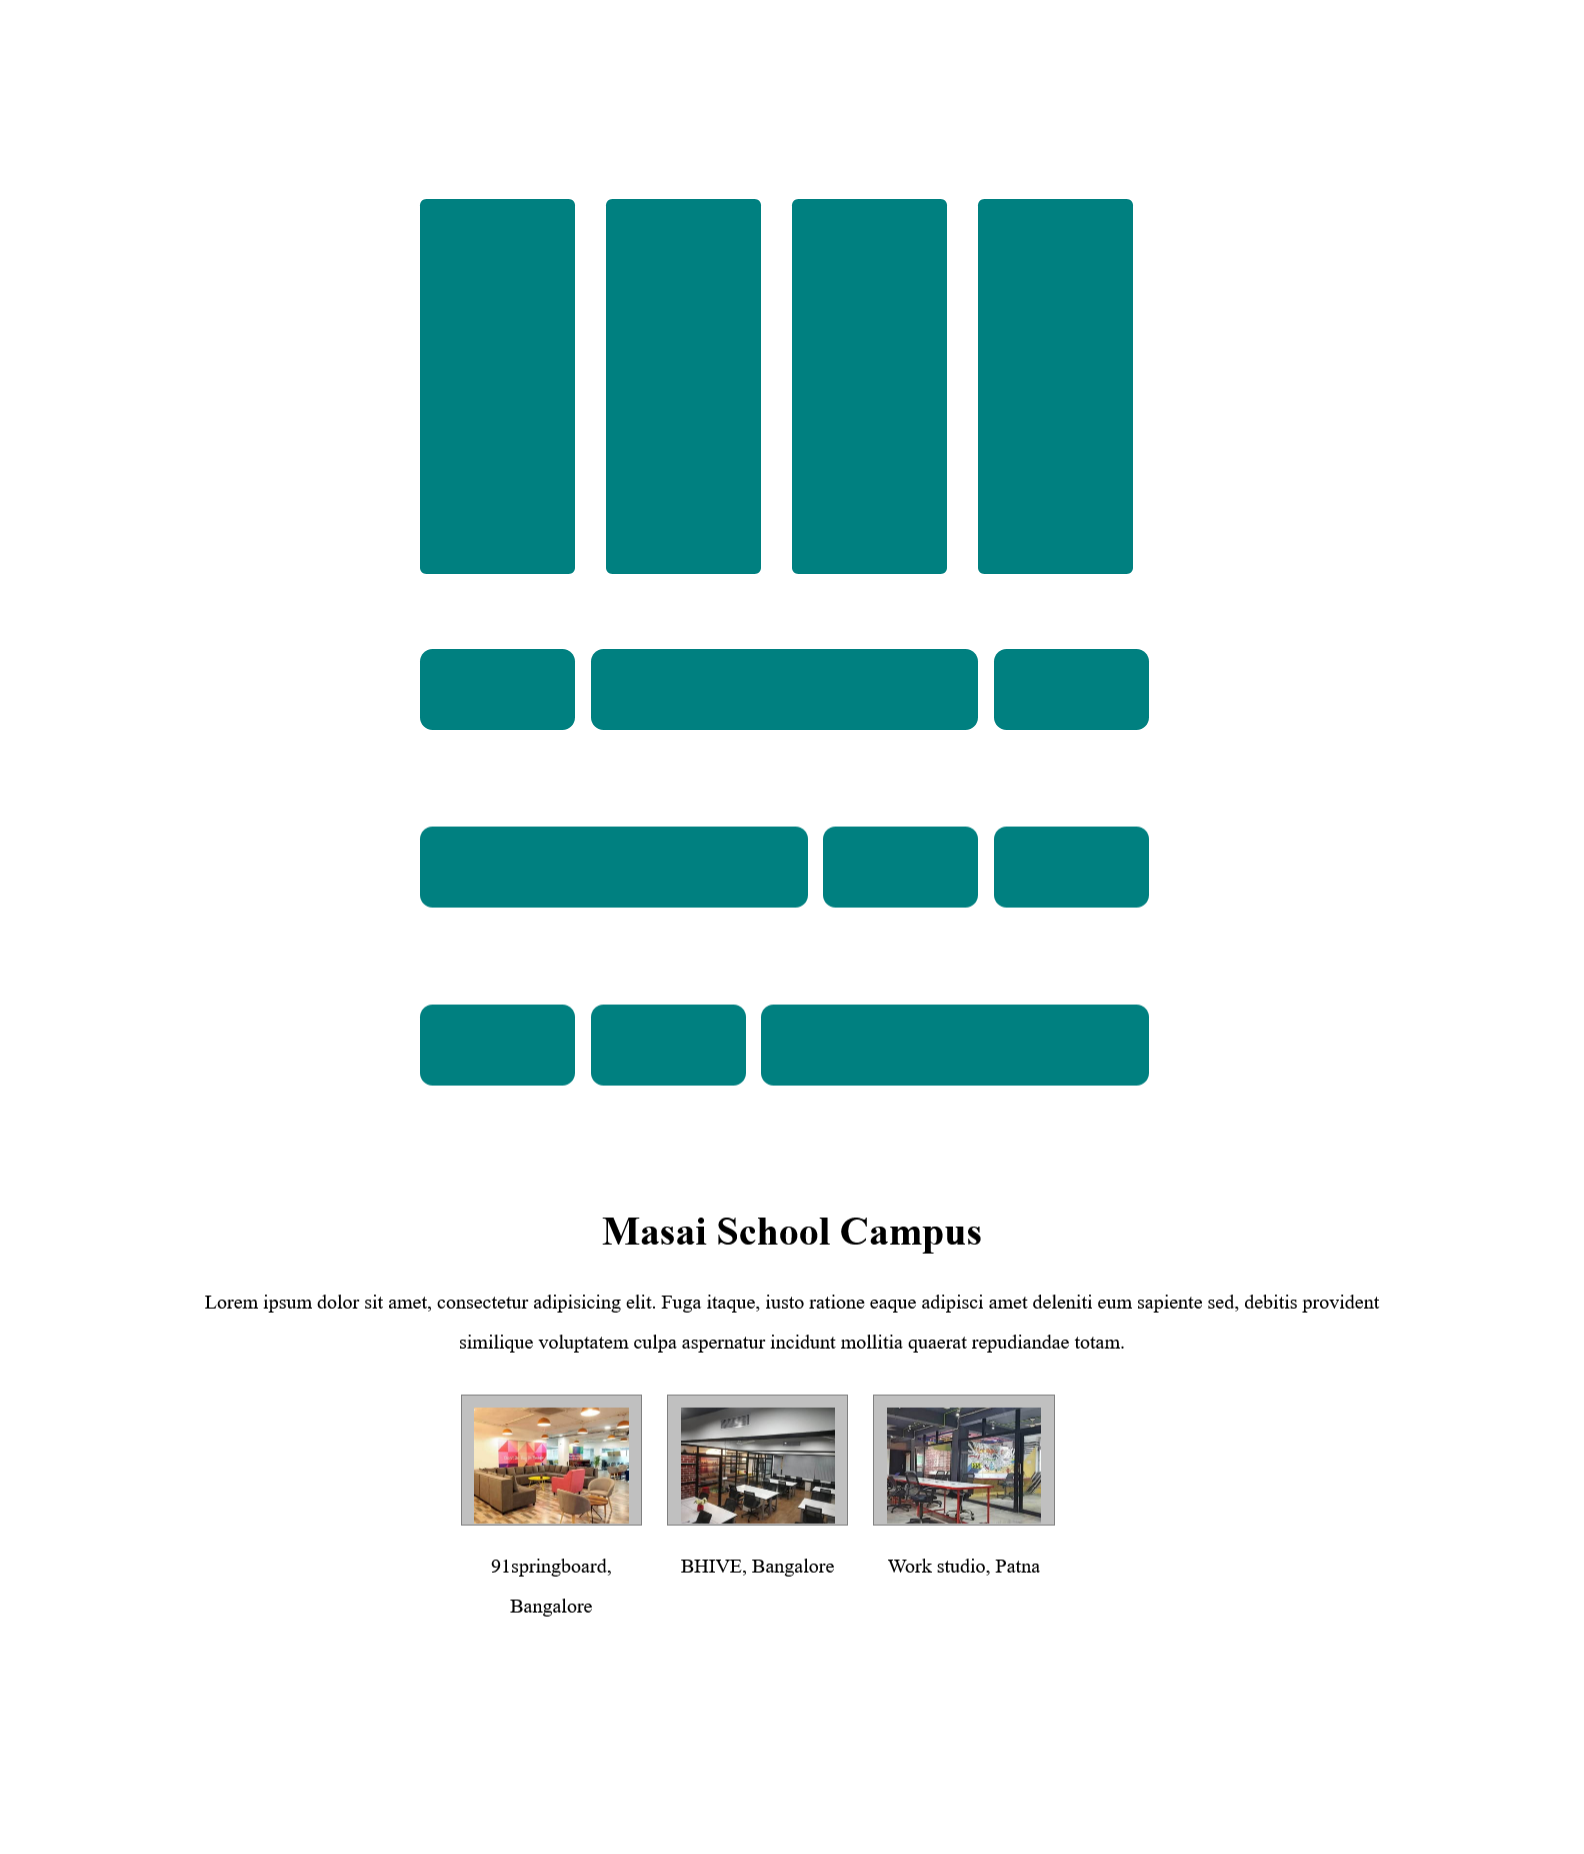 Masai School Campus
Lorem ipsum dolor sit amet, consectetur adipisicing elit. Fuga itaque, iusto ratione eaque adipisci amet deleniti eum sapiente sed, debitis provident
similique voluptatem culpa aspernatur incidunt mollitia quaerat repudiandae totam.
91springboard,
Bangalore
BHIVE, Bangalore
Work studio, Patna